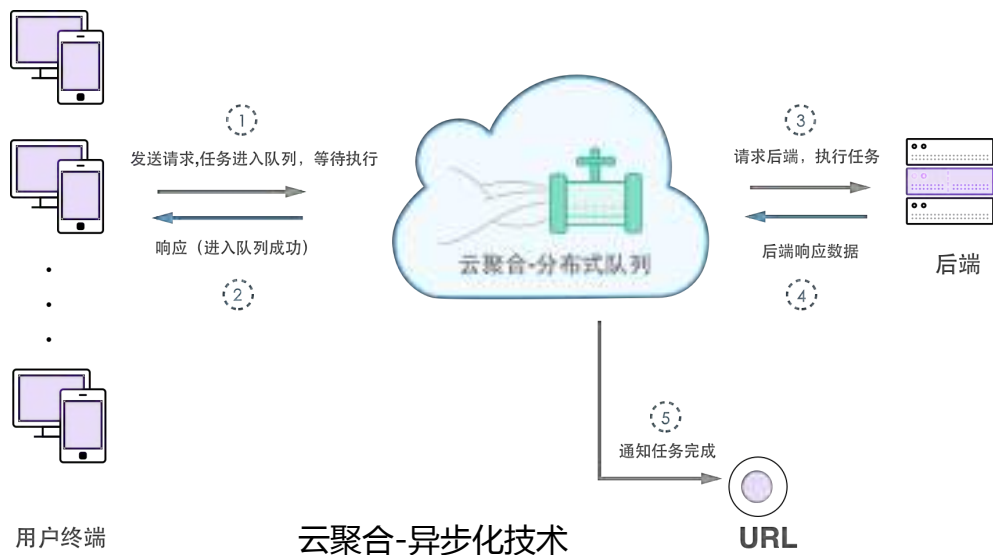 1
发送请求,任务进入队列，等待执行
响应（进入队列成功）
2
云聚合-分布式队列
3
请求后端，执行任务
后端响应数据
4
后端
5
通知任务完成
用户终端
云聚合-异步化技术
URL